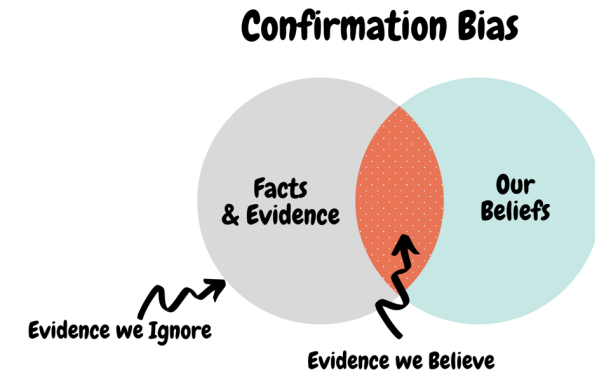 Confirmation Bias
Facts
& Evidence
Our
Beliefs
Evidence we Ignore
Evidence we Believe